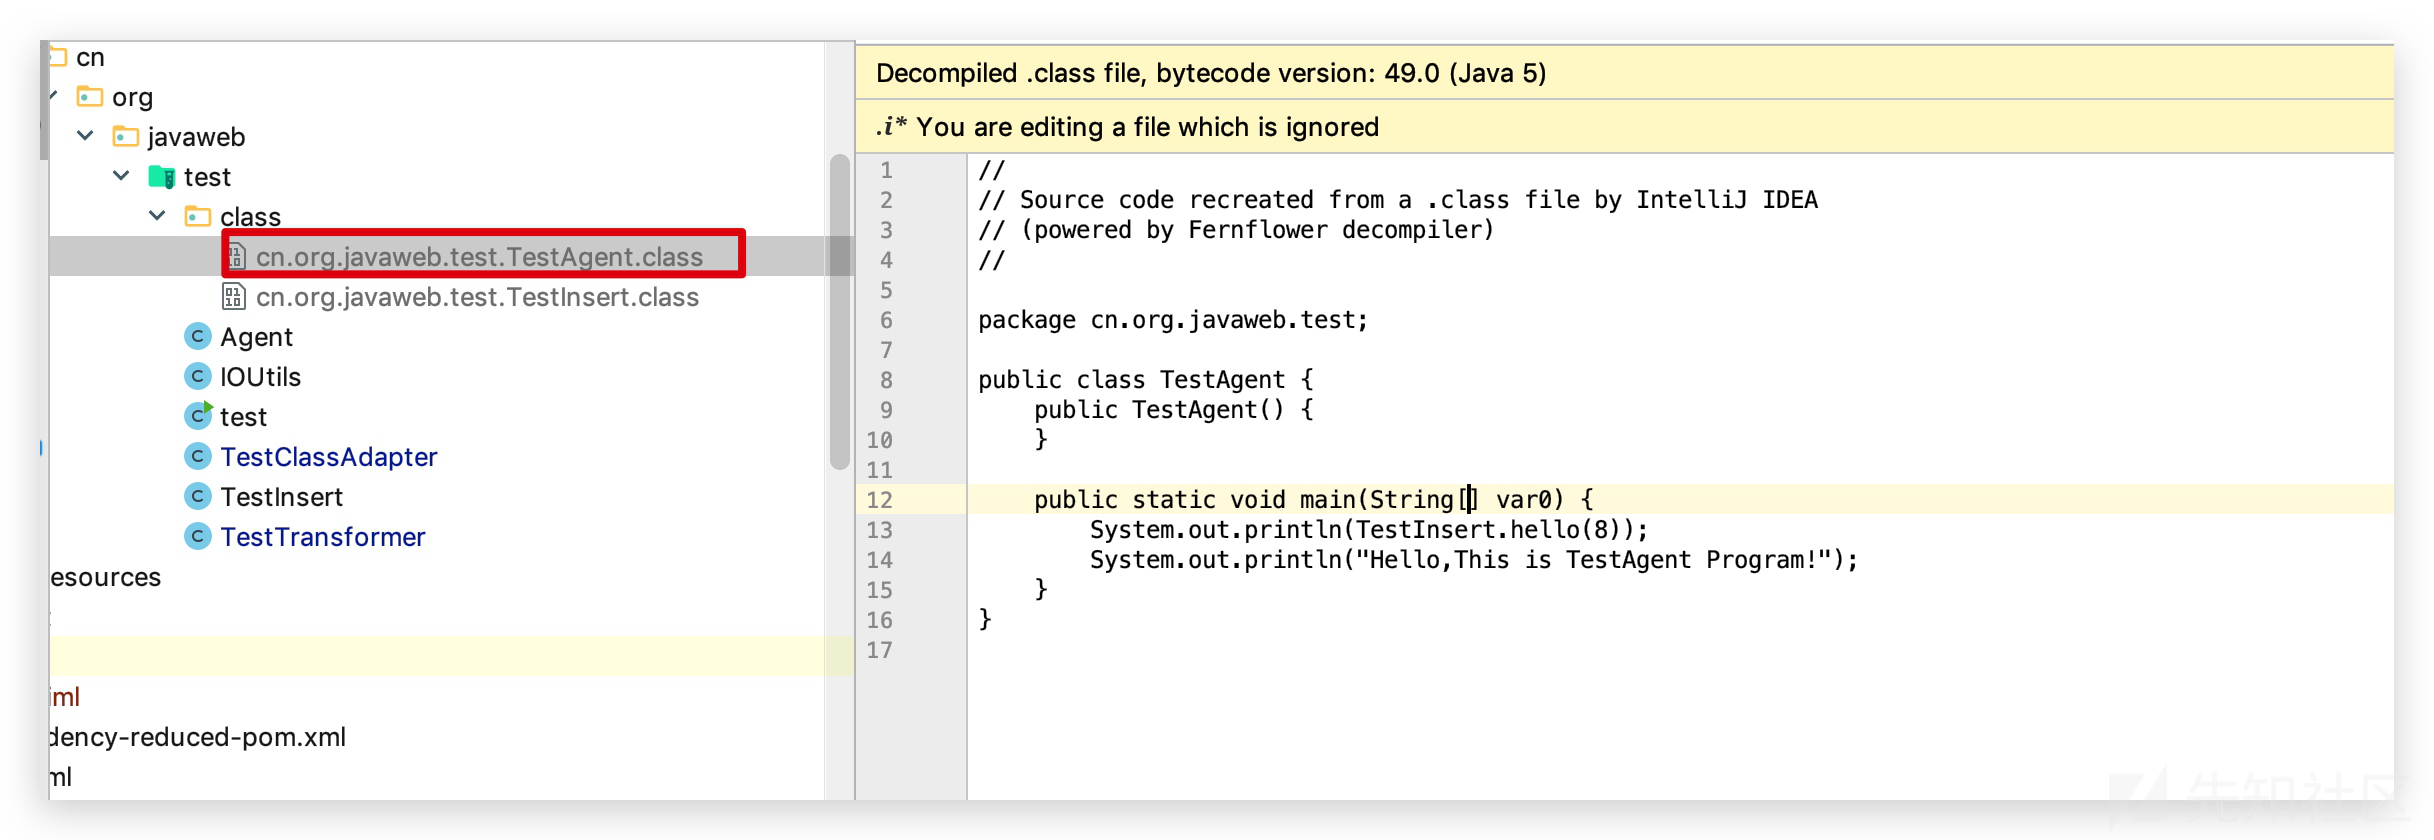 cn
org
javaweb
test
class
cn.org.javaweb.test.TestAgent.class
cn.org.javaweb.test.TestInsert.class
Agent
IOUtils
test
TestClassAdapter
TestInsert
TestTransformer
esources
iml
dency-reduced-pom.xml
ml
Decompiled .class file, bytecode version: 49.0 (Java 5)
.i* You are editing a file which is ignored
1 //
2 // Source code recreated from a .class file by IntelliJ IDEA
3 // (powered by Fernflower decompiler)
4 //
5
6 package cn.org.javaweb.test;
7
8 public class TestAgent {
9 public TestAgent() {
10 }
11
12 public static void main(String[] var0) {
13 System.out.println(TestInsert.hello(8));
14 System.out.println("Hello,This is TestAgent Program!");
15 }
16 }
17
先知社区